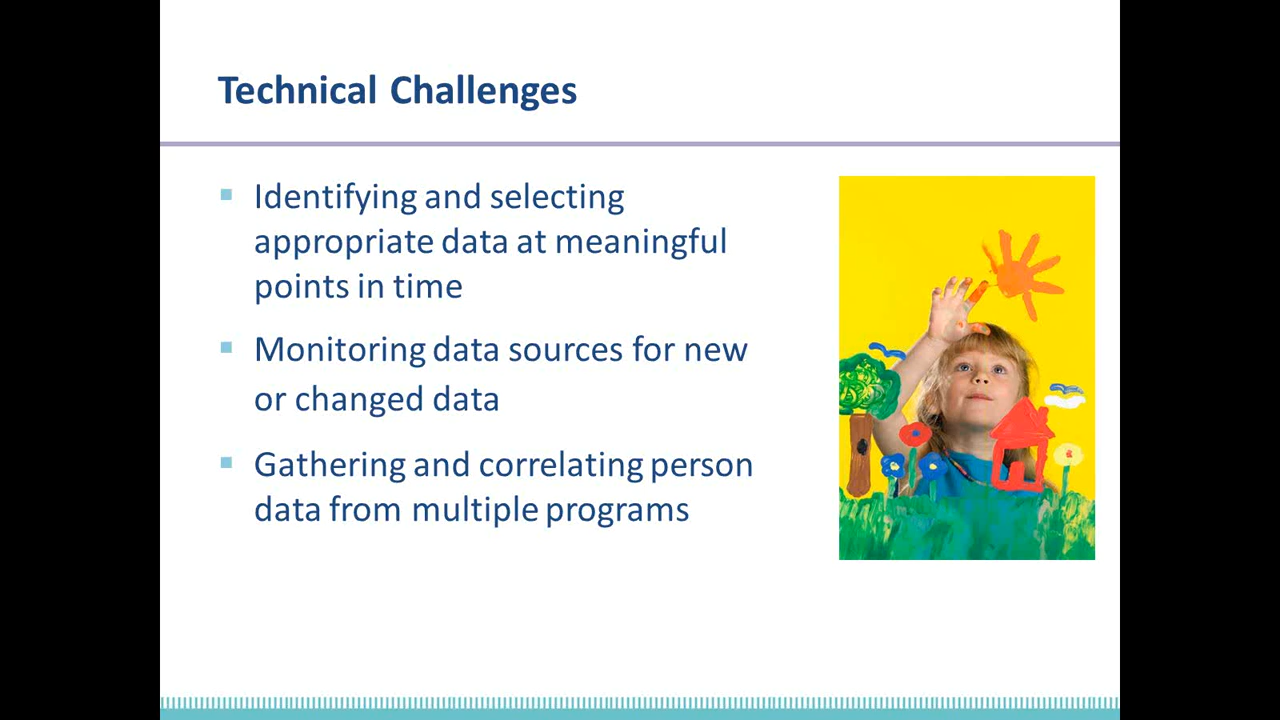 Technical Challenges
Identifying and selecting
appropriate data at meaningful
points in time
Monitoring data sources for new
or changed data
Gathering and correlating person
data from multiple programs